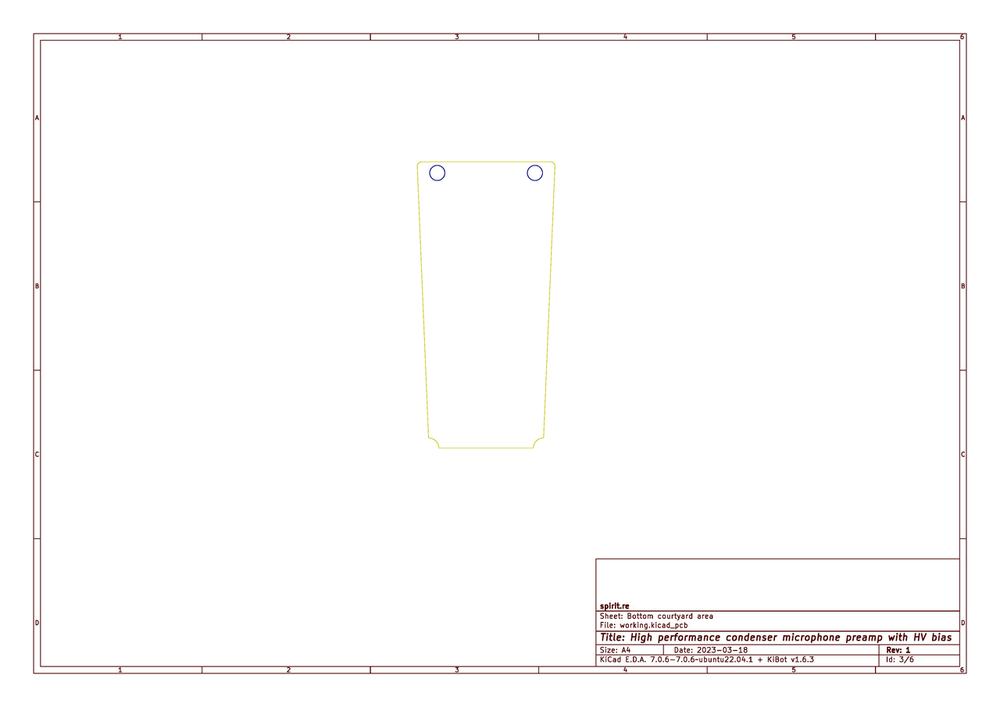 1 2 3 4 5 6
A A
B B
C C
D D
spirit.re
Sheet: Bottom courtyard area
File: working.kicad_pcb
Title: High performance condenser microphone preamp with HV bias
Size: A4 Date: 2023-03-18 Rev: 1
KiCad E.D.A. 7.0.6-7.0.6~ubuntu22.04.1 + KiBot v1.6.3 Id: 3/6
1 2 3 4 5 6